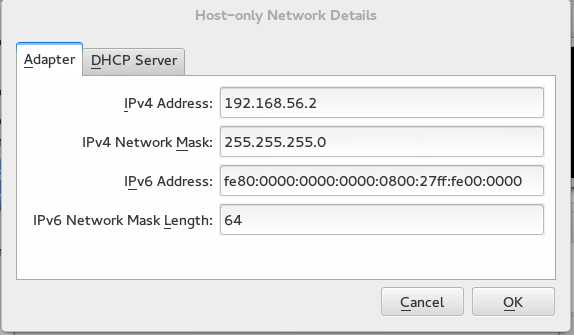 Host-only Network Details
Adapter DHCP Server
IPv4 Address: 192.168.56.2
IPv4 Network Mask: 255.255.255.0
IPv6 Address: fe80:0000:0000:0000:0800:27ff:fe00:0000
IPv6 Network Mask Length: 64
Cancel OK